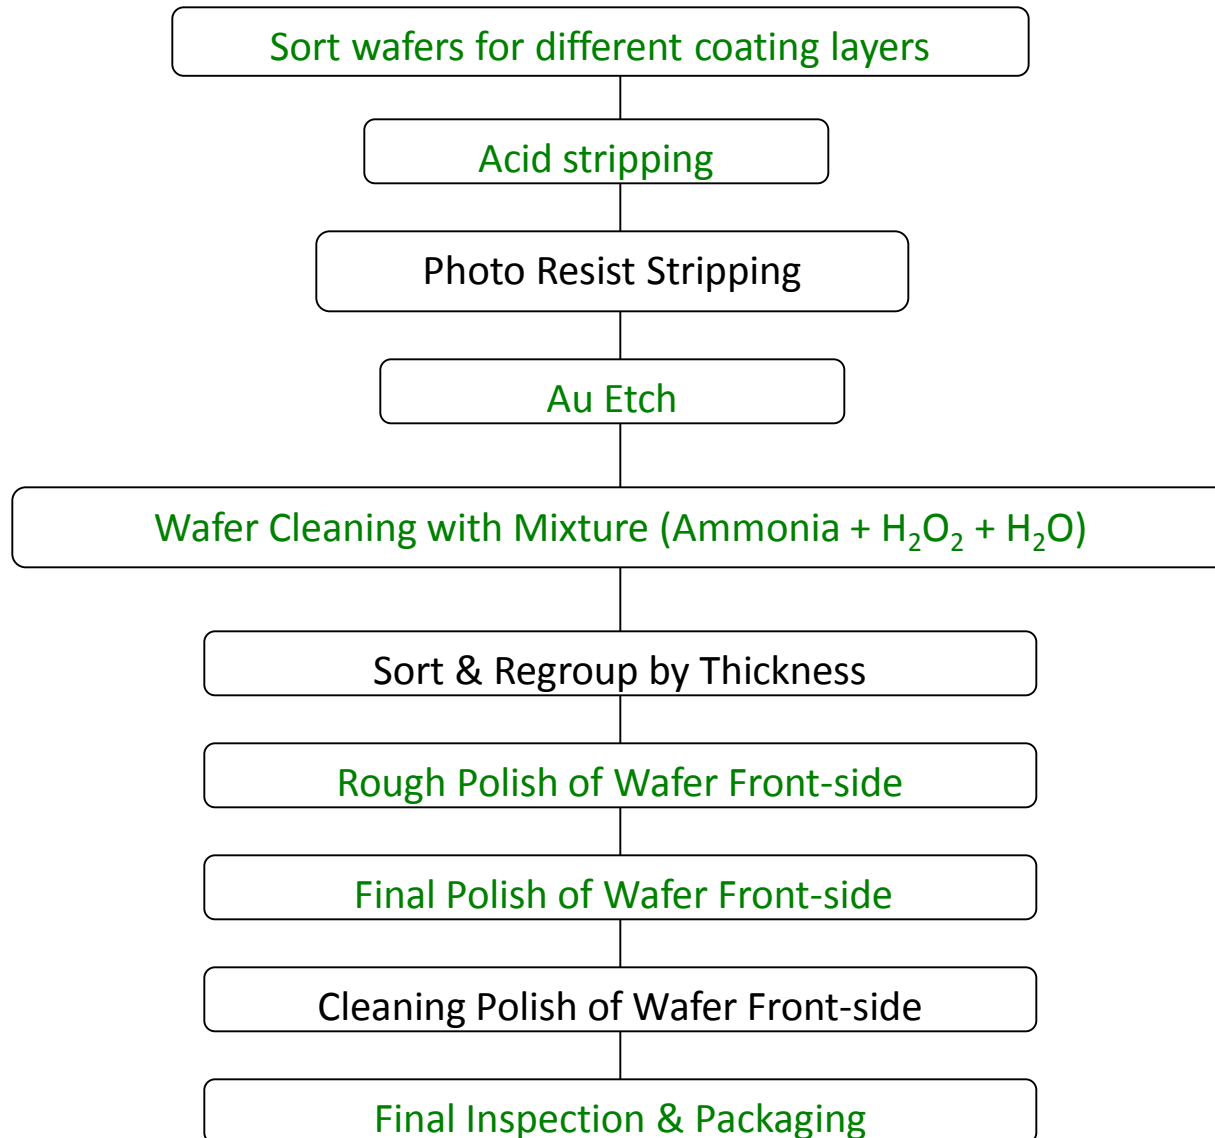 Sort wafers for different coating layers
Acid stripping
Photo Resist Stripping
Au Etch
Wafer Cleaning with Mixture (Ammonia + H₂O₂ + H₂O)
Sort & Regroup by Thickness
Rough Polish of Wafer Front-side
Final Polish of Wafer Front-side
Cleaning Polish of Wafer Front-side
Final Inspection & Packaging